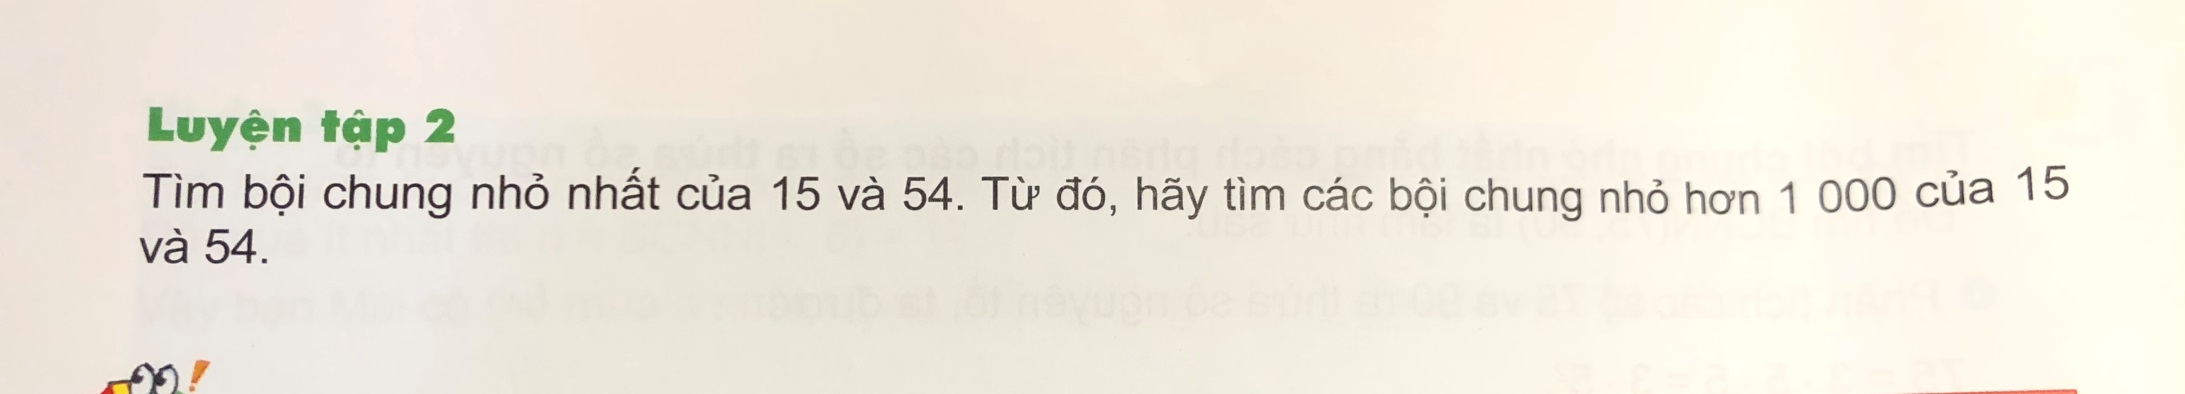 Luyện tập 2
Tìm bội chung nhỏ nhất của 15 và 54. Từ đó, hãy tìm các bội chung nhỏ hơn 1 000 của 15
và 54.
!